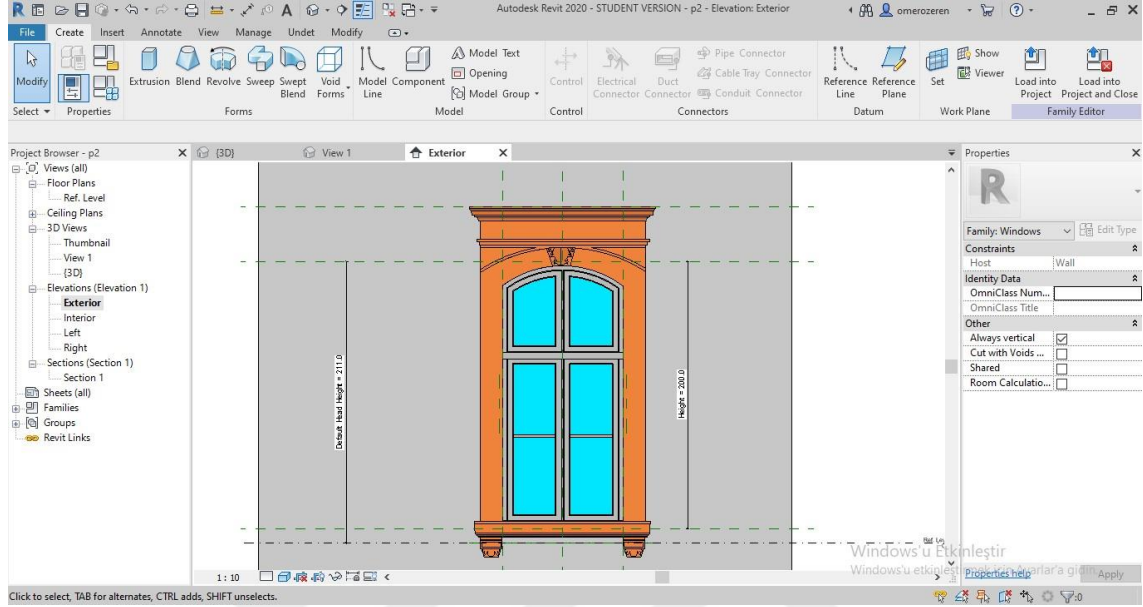 Autodesk Revit 2020 - STUDENT VERSION - p2 - Elevation: Exterior
omerozeren
File Create Insert Annotate View Manage Undet Modify
Modify
Extrusion Blend Revolve Sweep Swept Blend Void Forms
Model Line Component
Model Text
Opening
Model Group
Control
Electrical Connector
Duct Connector
Pipe Connector
Cable Tray Connector
Conduit Connector
Reference Line
Reference Plane
Set
Show
Viewer
Load into Project
Load into Project and Close
Select Properties Forms Model Control Connectors Datum Work Plane Family Editor
Project Browser - p2
{3D} View 1 Exterior
Views (all)
Floor Plans
Ref. Level
Ceiling Plans
3D Views
Thumbnail
View 1
{3D}
Elevations (Elevation 1)
Exterior
Interior
Left
Right
Sections (Section 1)
Section 1
Sheets (all)
Families
Groups
Revit Links
Default Head Height = 211.0
Height = 200.0
Properties
R
Family: Windows
Edit Type
Constraints
Host Wall
Identity Data
OmniClass Num...
OmniClass Title
Other
Always vertical
Cut with Voids ...
Shared
Room Calculatio...
Windows'u Etkinleştir
Properties help
Apply
1 : 10
Click to select, TAB for alternates, CTRL adds, SHIFT unselects.
:0